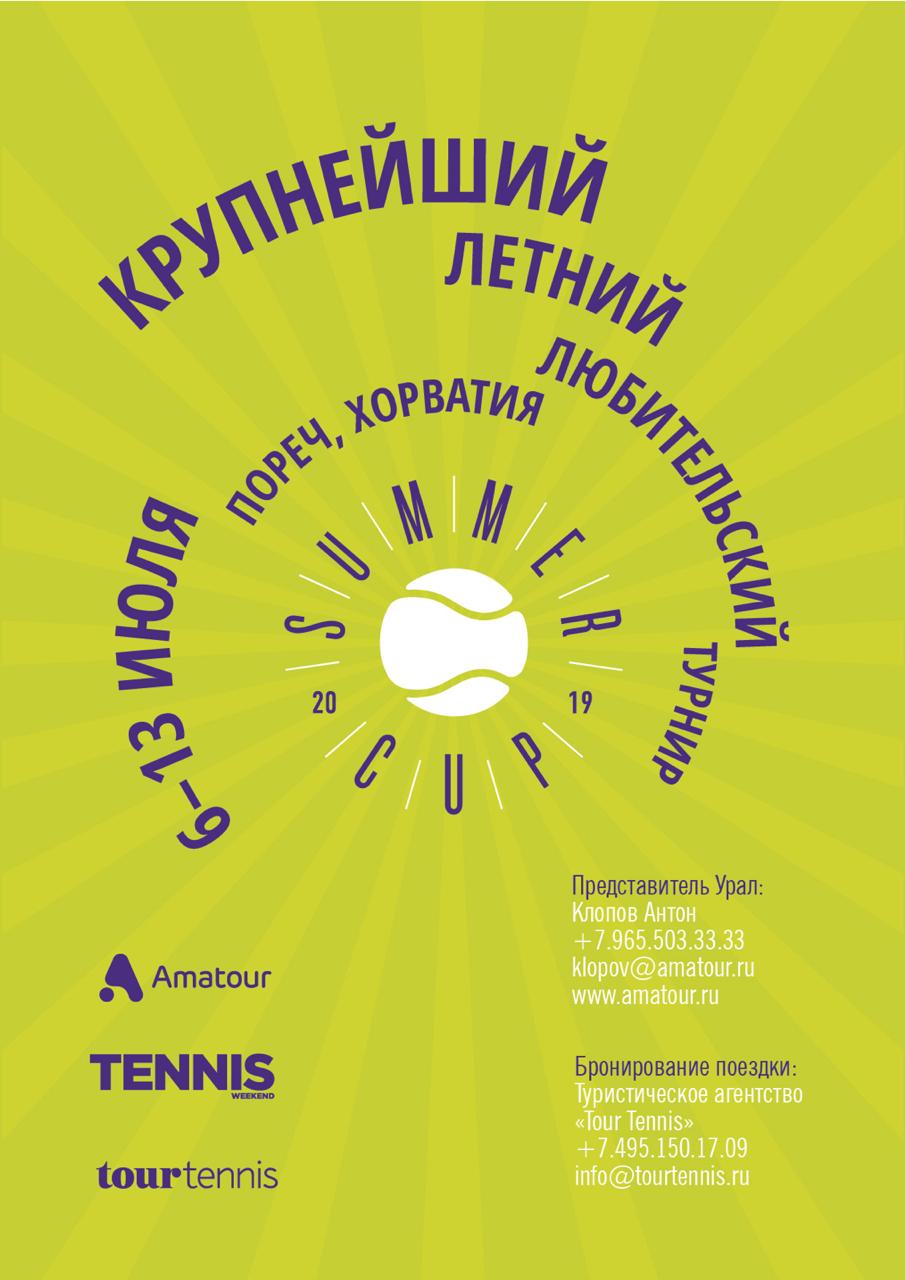 КРУПНЕЙШИЙ
ЛЕТНИЙ
ЛЮБИТЕЛЬСКИЙ
ТУРНИР
ПОРЕЧ, ХОРВАТИЯ
6–13 ИЮЛЯ
SUMMER
20 19
CUP
Представитель Урал:
Клопов Антон
+7.965.503.33.33
klopov@amatour.ru
www.amatour.ru
Amatour
TENNIS
WEEKEND
tourtennis
Бронирование поездки:
Туристическое агентство
«Tour Tennis»
+7.495.150.17.09
info@tourtennis.ru